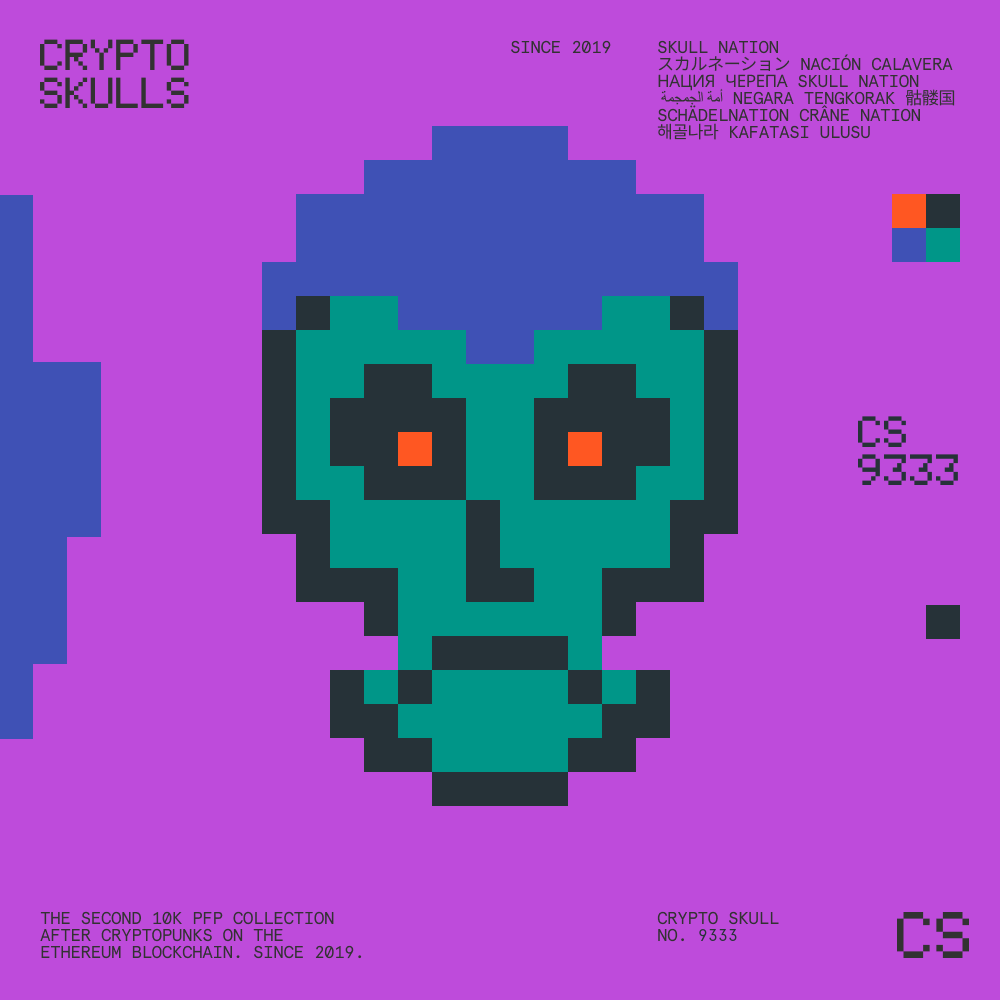 CRYPTO
SKULLS
SINCE 2019
SKULL NATION
スカルネーション NACIÓN CALAVERA
НАЦИЯ ЧЕРЕПА SKULL NATION
أمة الجمجمة NEGARA TENGKORAK 骷髅国
SCHÄDELNATION CRÂNE NATION
해골나라 KAFATASI ULUSU
CS
9333
THE SECOND 10K PFP COLLECTION
AFTER CRYPTOPUNKS ON THE
ETHEREUM BLOCKCHAIN. SINCE 2019.
CRYPTO SKULL
NO. 9333
CS